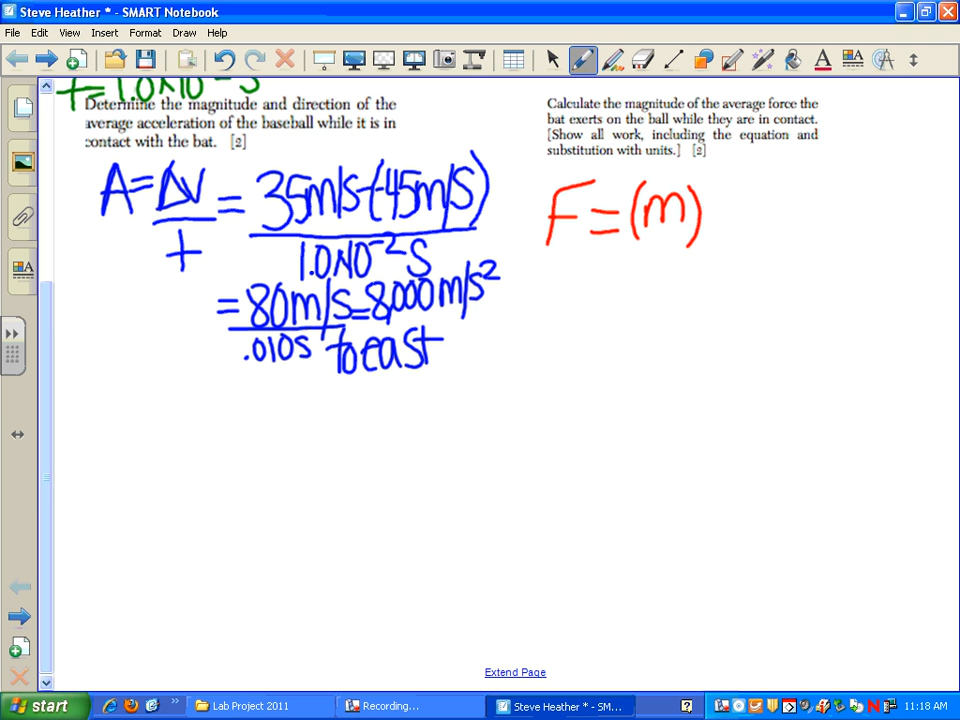 Steve Heather * - SMART Notebook
File Edit View Insert Format Draw Help
t = 1.0x10⁻² S
Determine the magnitude and direction of the
average acceleration of the baseball while it is in
contact with the bat. [2]
A = Δv/t = 35m/s-(-45m/s)
1.0x10⁻² S
= 80m/s = 8,000 m/s²
.010s to east
Calculate the magnitude of the average force the
bat exerts on the ball while they are in contact.
[Show all work, including the equation and
substitution with units.] [2]
F = (m)
Extend Page
start Lab Project 2011 Recording... Steve Heather * - SM... 11:18 AM